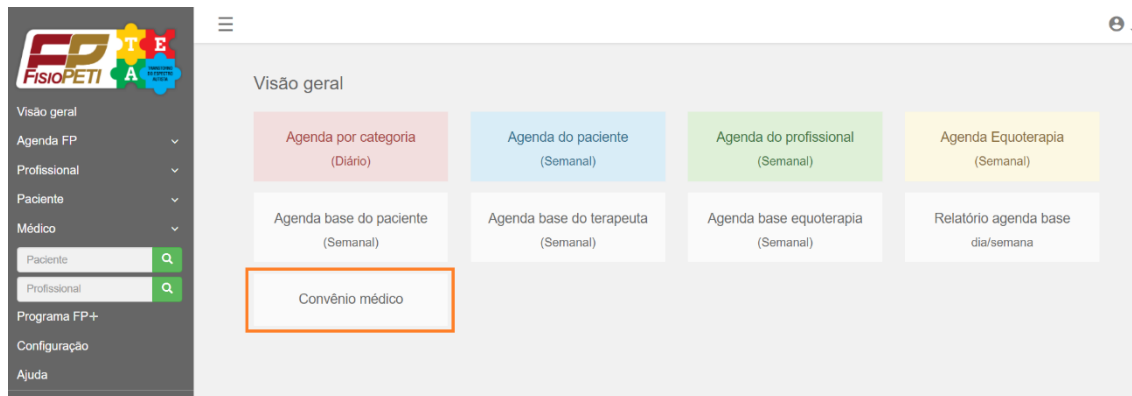 FP
FISIOPETI
T
E
A
Visão geral
Agenda FP
Profissional
Paciente
Médico
Paciente
Profissional
Programa FP+
Configuração
Ajuda
Visão geral
Agenda por categoria
(Diário)
Agenda do paciente
(Semanal)
Agenda do profissional
(Semanal)
Agenda Equoterapia
(Semanal)
Agenda base do paciente
(Semanal)
Agenda base do terapeuta
(Semanal)
Agenda base equoterapia
(Semanal)
Relatório agenda base
dia/semana
Convênio médico